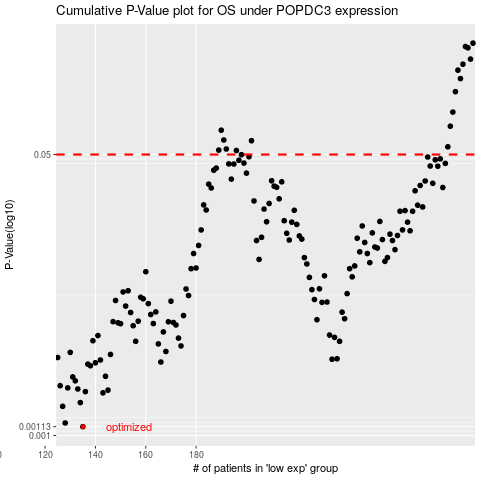 Cumulative P-Value plot for OS under POPDC3 expression
P-Value(log10)
0.05
0.00113
0.001
optimized
0
120
140
160
180
# of patients in 'low exp' group